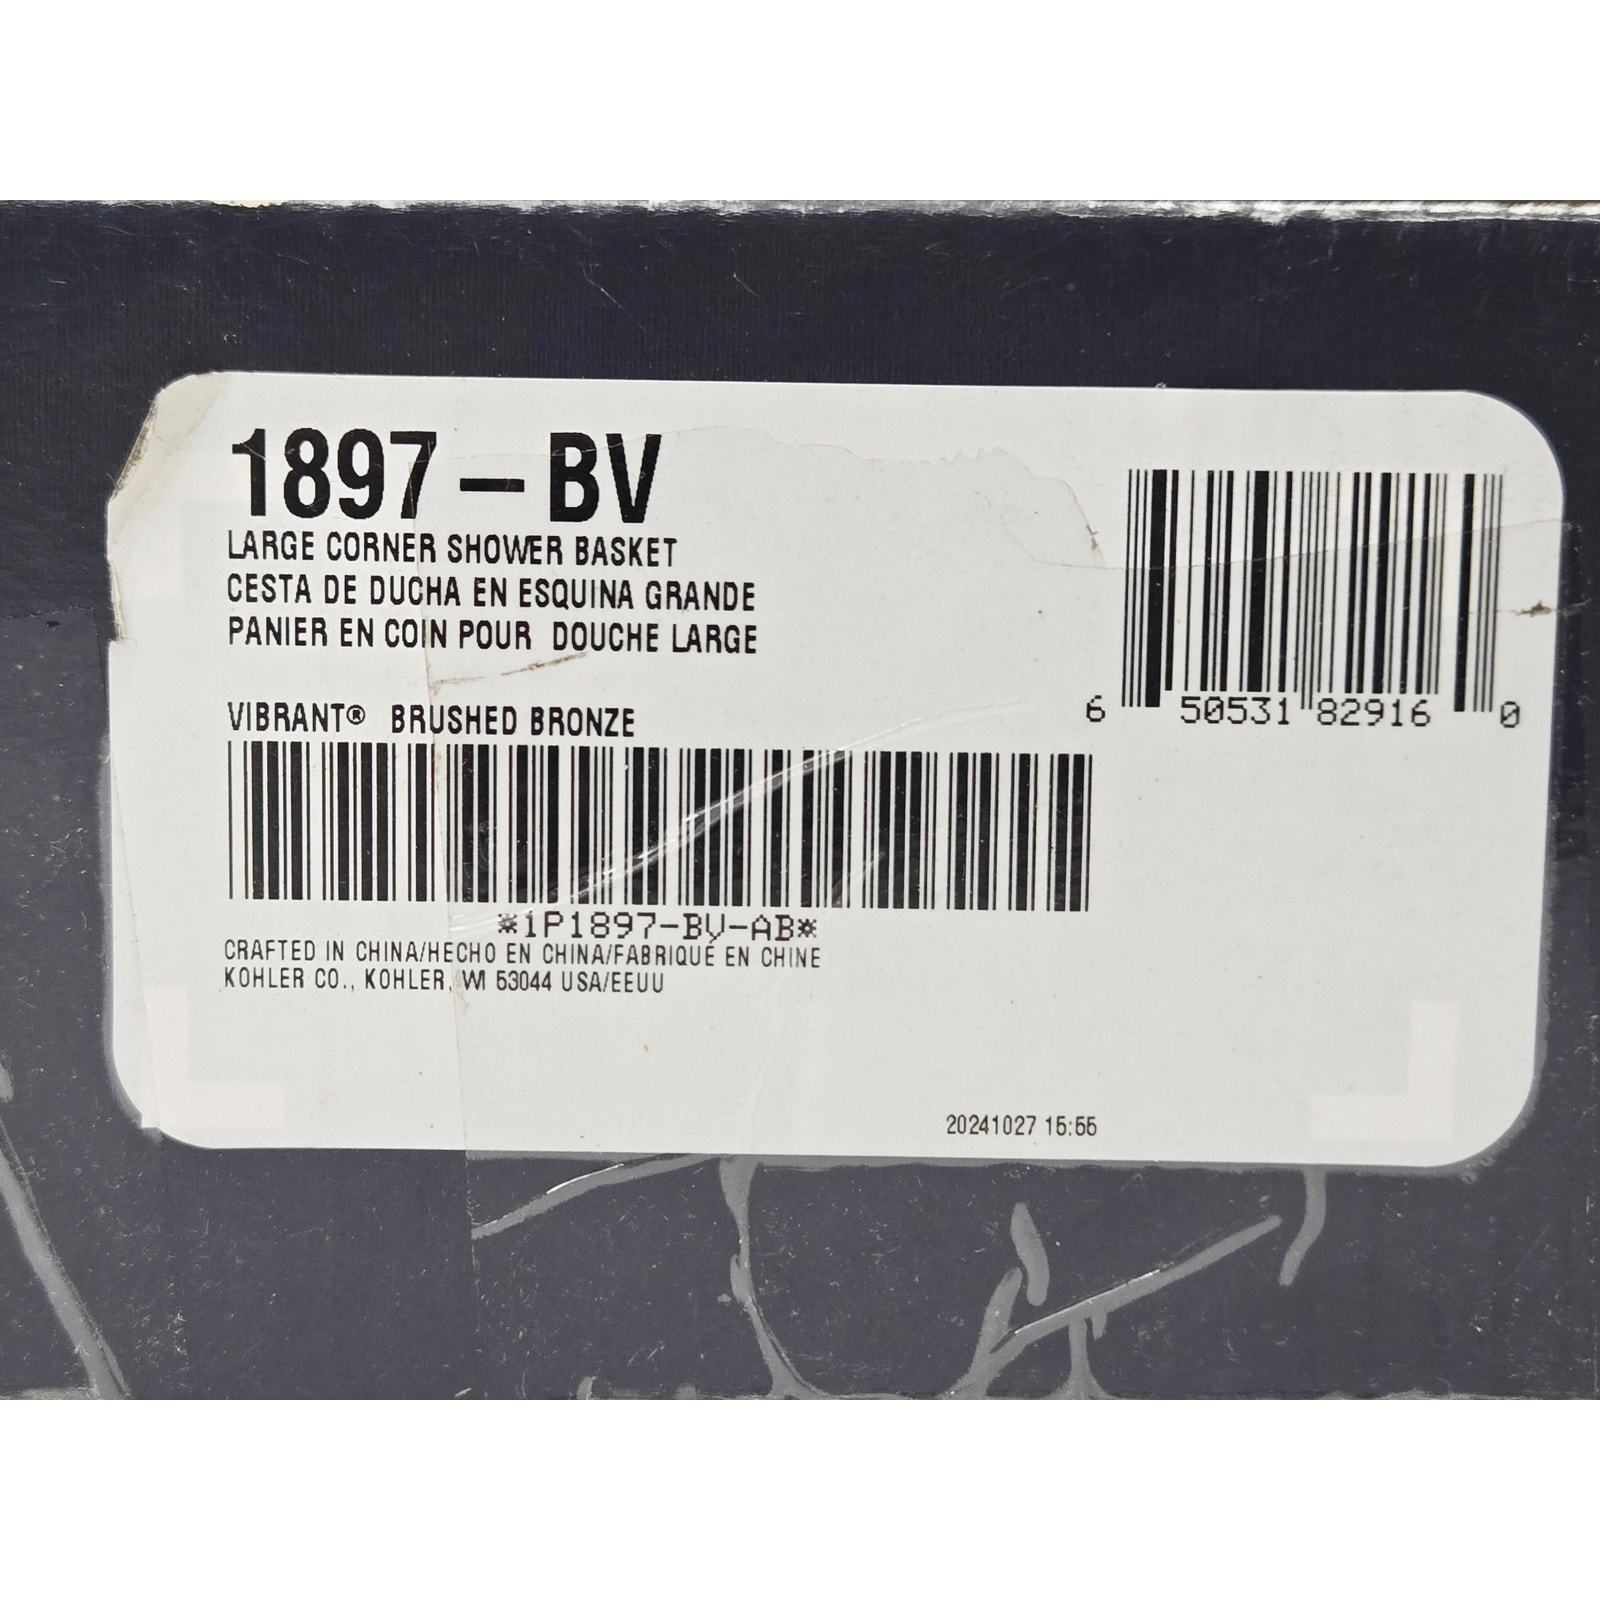 1897-BV
LARGE CORNER SHOWER BASKET
CESTA DE DUCHA EN ESQUINA GRANDE
PANIER EN COIN POUR DOUCHE LARGE
VIBRANT® BRUSHED BRONZE
6 50531 82916 0
*1P1897-BV-AB*
CRAFTED IN CHINA/HECHO EN CHINA/FABRIQUÉ EN CHINE
KOHLER CO., KOHLER, WI 53044 USA/EEUU
20241027 15:55